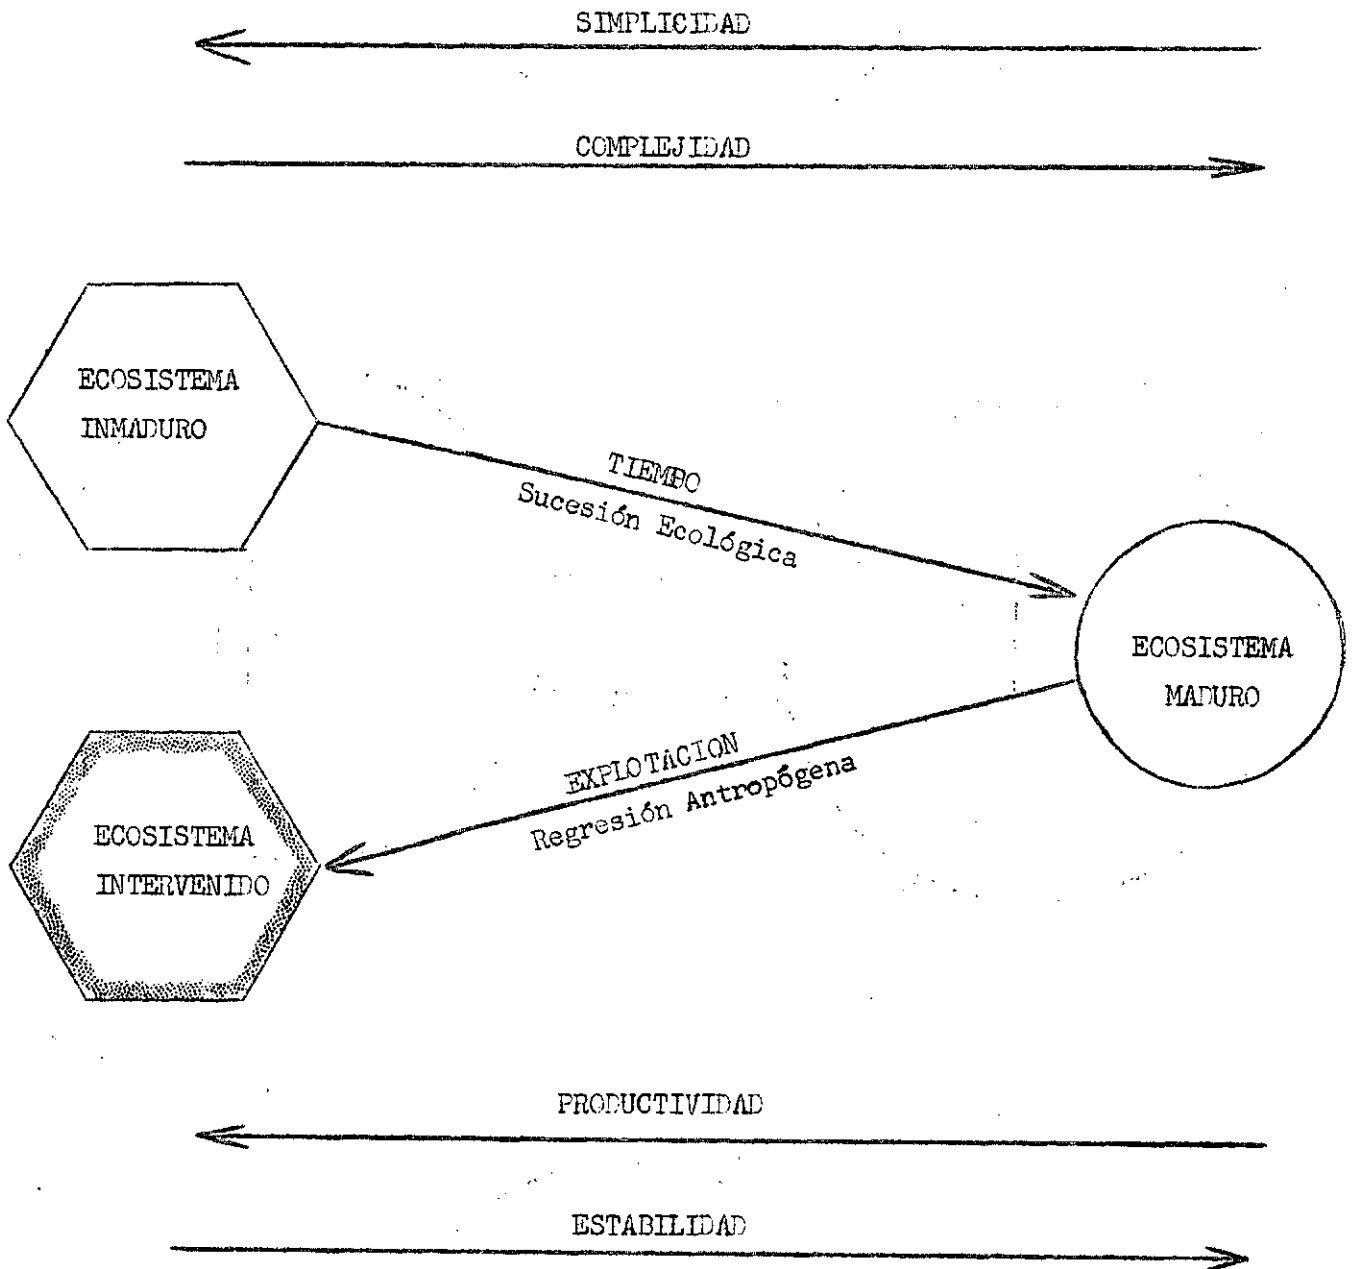 SIMPLICIDAD
COMPLEJIDAD
ECOSISTEMA
INMADURO
TIEMPO
Sucesión Ecológica
ECOSISTEMA
MADURO
EXPLOTACION
Regresión Antropógena
ECOSISTEMA
INTERVENIDO
PRODUCTIVIDAD
ESTABILIDAD